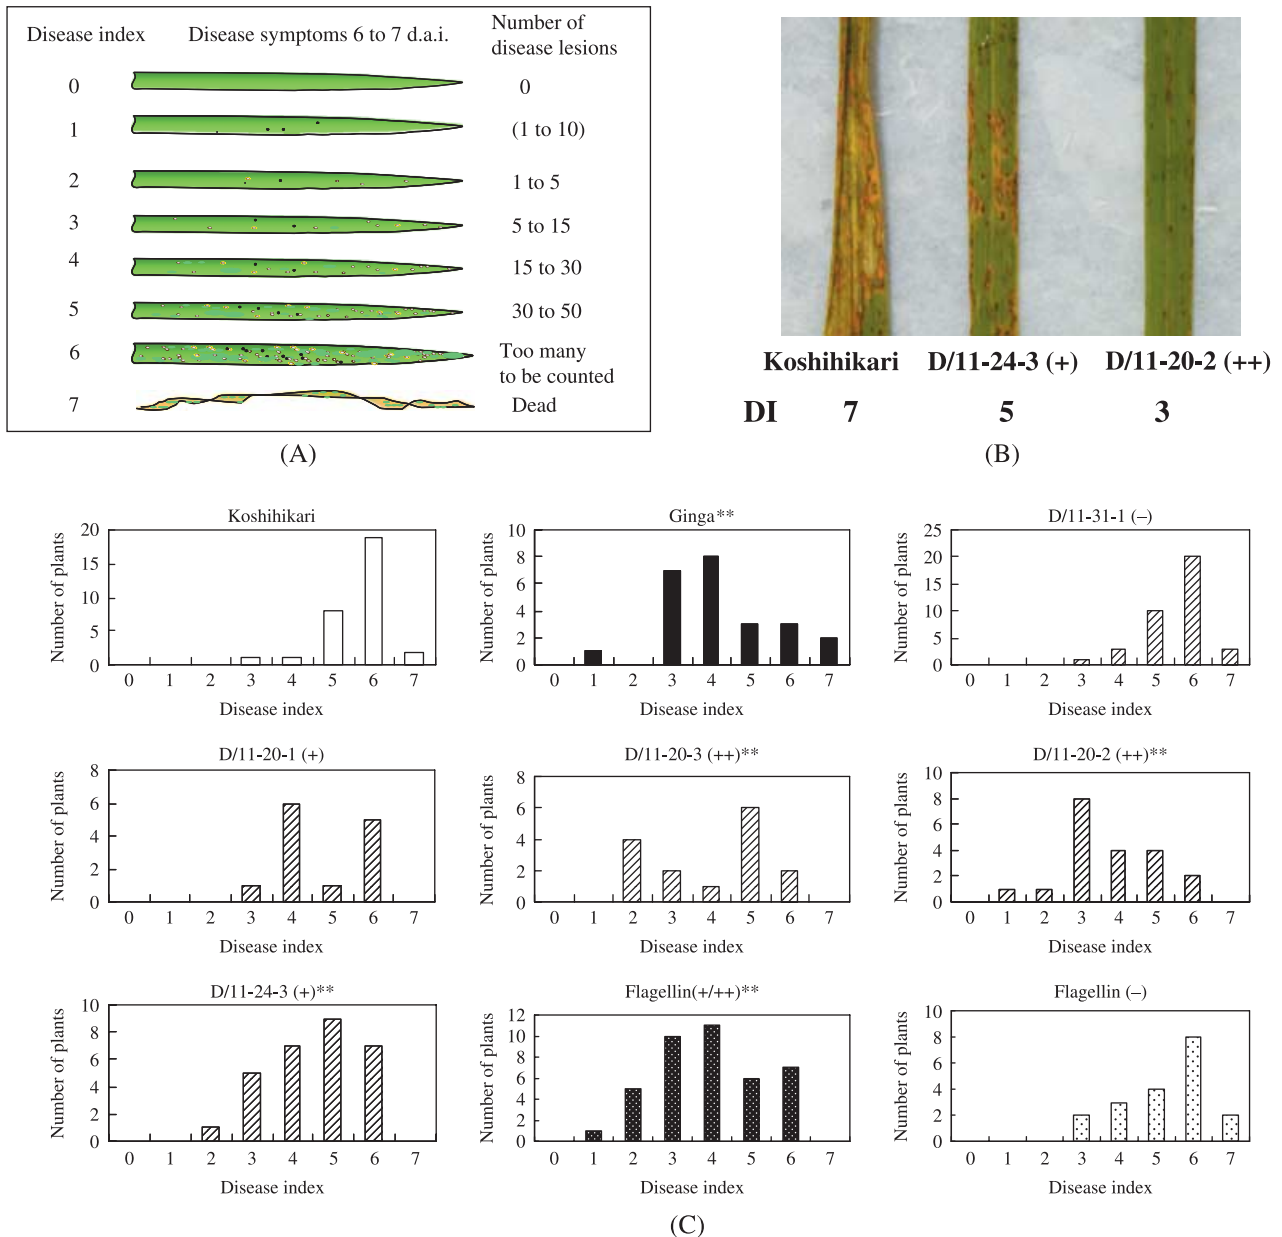 Disease index Disease symptoms 6 to 7 d.a.i. Number of disease lesions
0 0
1 (1 to 10)
2 1 to 5
3 5 to 15
4 15 to 30
5 30 to 50
6 Too many to be counted
7 Dead
(A)
Koshihikari D/11-24-3 (+) D/11-20-2 (++)
DI 7 5 3
(B)
Koshihikari
Number of plants
20
15
10
5
0
0 1 2 3 4 5 6 7
Disease index
Ginga**
Number of plants
10
8
6
4
2
0
0 1 2 3 4 5 6 7
Disease index
D/11-31-1 (–)
Number of plants
25
20
15
10
5
0
0 1 2 3 4 5 6 7
Disease index
D/11-20-1 (+)
Number of plants
8
6
4
2
0
0 1 2 3 4 5 6 7
Disease index
D/11-20-3 (++)**
Number of plants
8
6
4
2
0
0 1 2 3 4 5 6 7
Disease index
D/11-20-2 (++)**
Number of plants
10
8
6
4
2
0
0 1 2 3 4 5 6 7
Disease index
D/11-24-3 (+)**
Number of plants
10
8
6
4
2
0
0 1 2 3 4 5 6 7
Disease index
Flagellin(+/++)**
Number of plants
12
10
8
6
4
2
0
0 1 2 3 4 5 6 7
Disease index
Flagellin (–)
Number of plants
10
8
6
4
2
0
0 1 2 3 4 5 6 7
Disease index
(C)